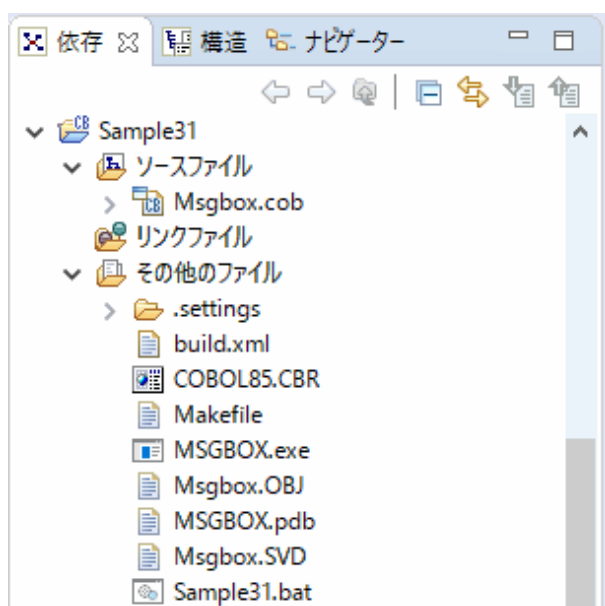 依存 構造 ナビゲーター
Sample31
ソースファイル
Msgbox.cob
リンクファイル
その他のファイル
.settings
build.xml
COBOL85.CBR
Makefile
MSGBOX.exe
Msgbox.OBJ
MSGBOX.pdb
Msgbox.SVD
Sample31.bat